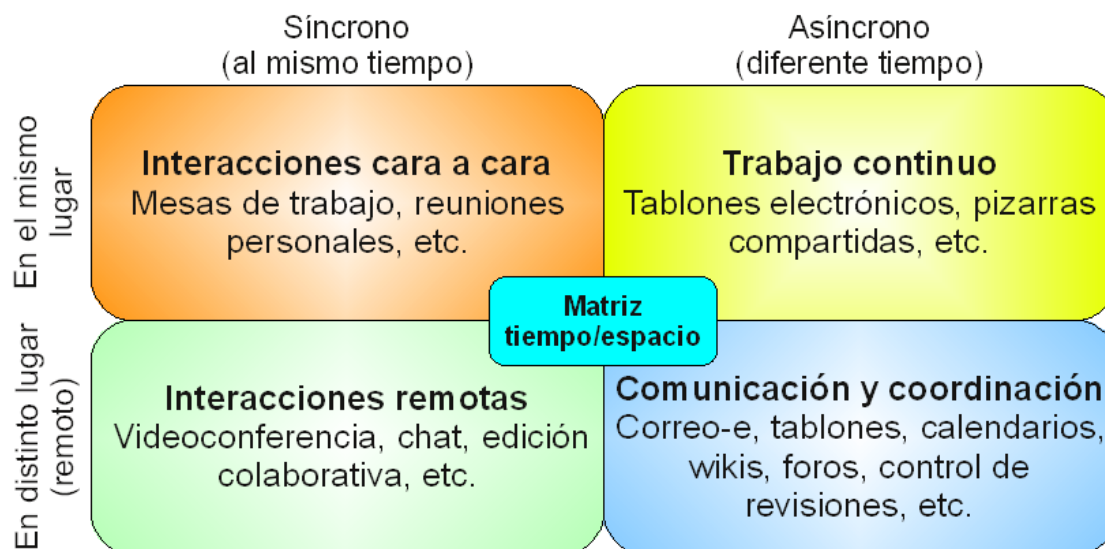 Síncrono
(al mismo tiempo)
Asíncrono
(diferente tiempo)
En el mismo
lugar
Interacciones cara a cara
Mesas de trabajo, reuniones
personales, etc.
Trabajo continuo
Tablones electrónicos, pizarras
compartidas, etc.
Matriz
tiempo/espacio
En distinto lugar
(remoto)
Interacciones remotas
Videoconferencia, chat, edición
colaborativa, etc.
Comunicación y coordinación
Correo-e, tablones, calendarios,
wikis, foros, control de
revisiones, etc.